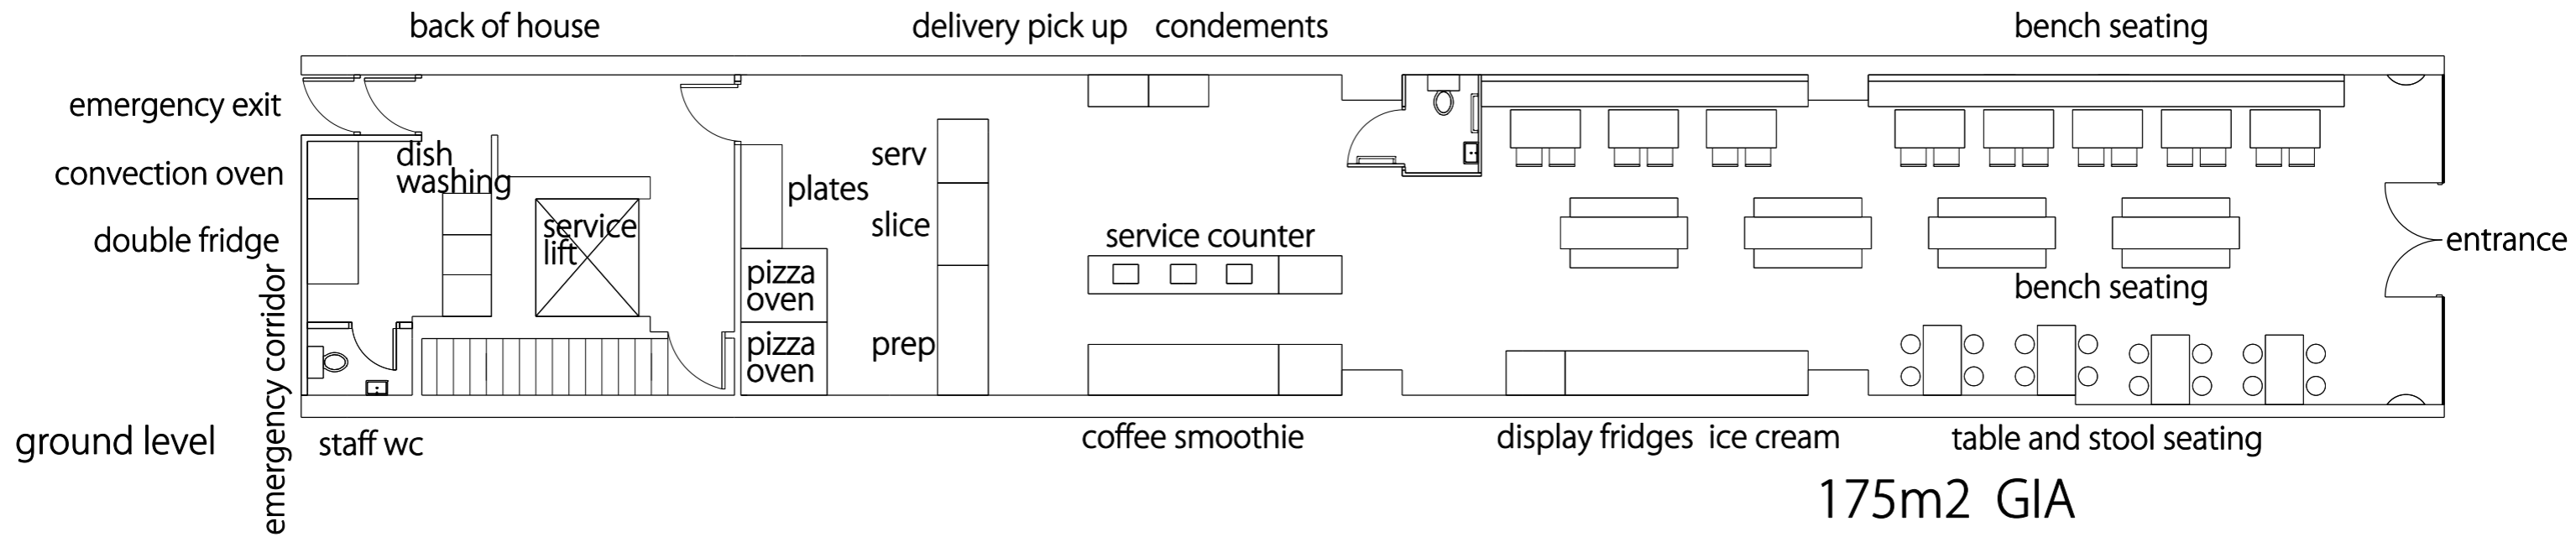 back of house
delivery pick up condements
bench seating
emergency exit
convection oven
dish
washing
serv
plates
double fridge
service
lift
slice
service counter
entrance
pizza
oven
bench seating
pizza
oven
prep
emergency corridor
ground level
staff wc
coffee smoothie
display fridges ice cream
table and stool seating
175m2 GIA